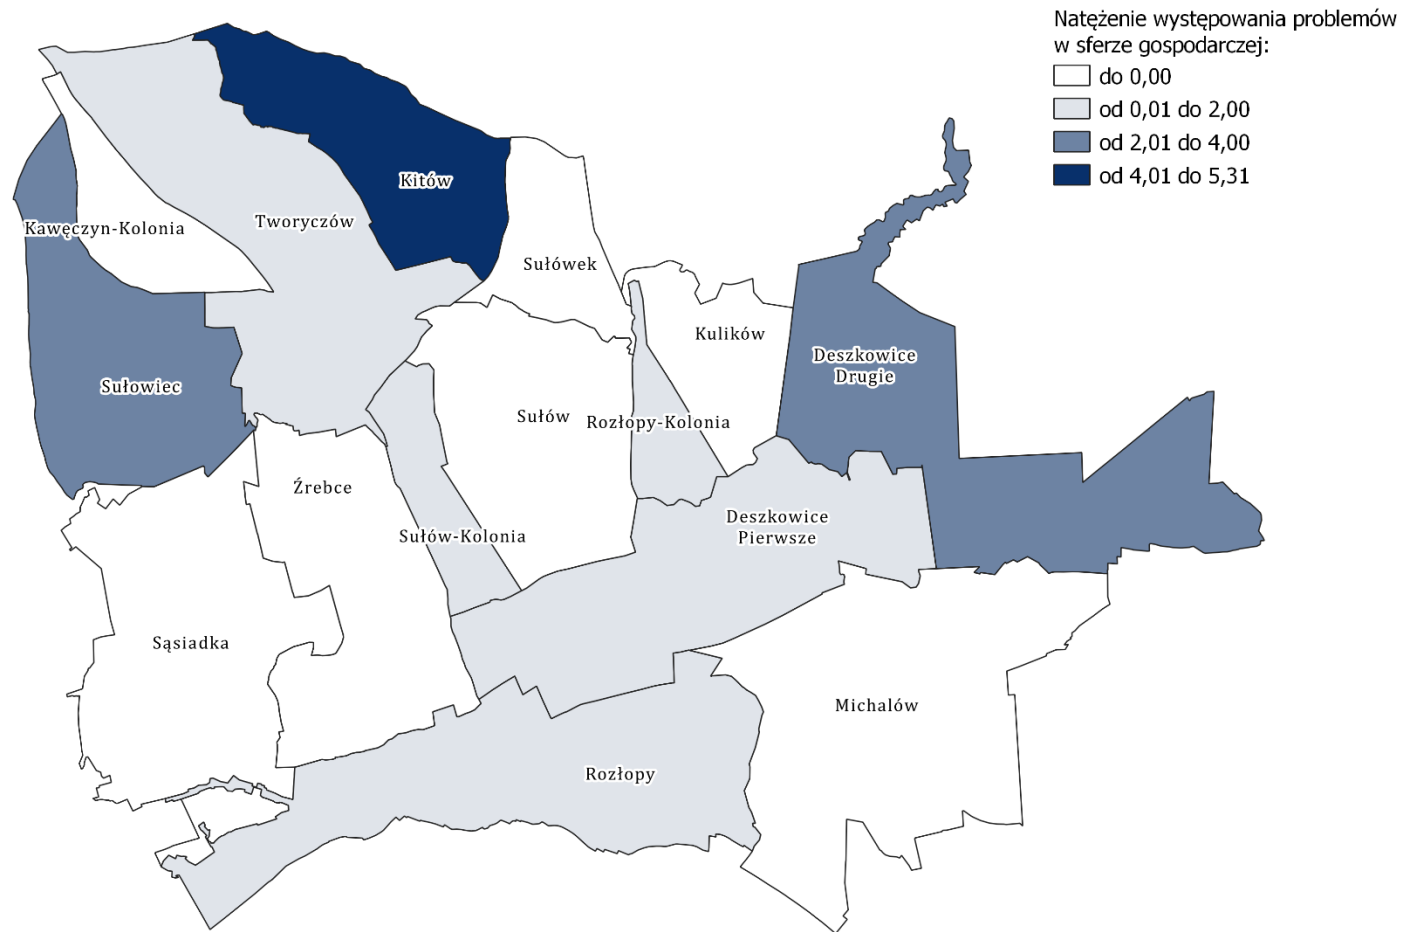 Natężenie występowania problemów
w sferze gospodarczej:
do 0,00
od 0,01 do 2,00
od 2,01 do 4,00
od 4,01 do 5,31
Kitów
Tworyczów
Kawęczyn-Kolonia
Sułówek
Kulików
Deszkowice
Drugie
Sułowiec
Sułów
Rozłopy-Kolonia
Źrebce
Deszkowice
Pierwsze
Sułów-Kolonia
Sąsiadka
Michalów
Rozłopy